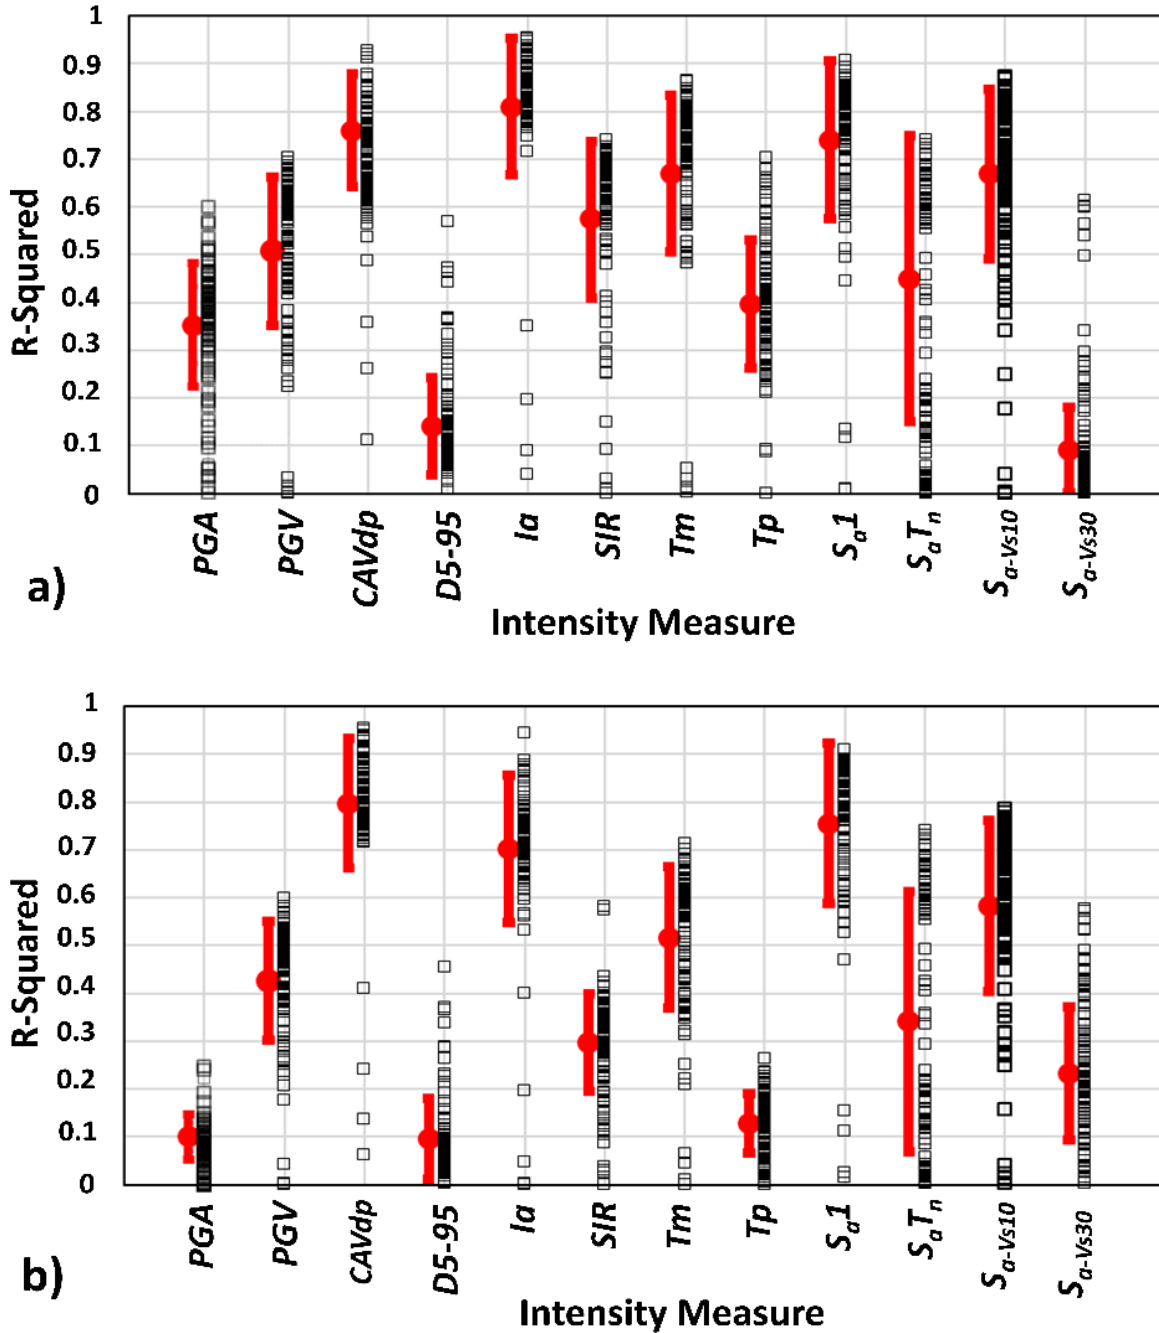 1
0.9
0.8
0.7
0.6
0.5
0.4
0.3
0.2
0.1
0
R-Squared
PGA PGV CAVdp D5-95 Ia SIR Tm Tp Sa1 SaTn Sa-Vs10 Sa-Vs30
a)
Intensity Measure
1
0.9
0.8
0.7
0.6
0.5
0.4
0.3
0.2
0.1
0
R-Squared
PGA PGV CAVdp D5-95 Ia SIR Tm Tp Sa1 SaTn Sa-Vs10 Sa-Vs30
b)
Intensity Measure